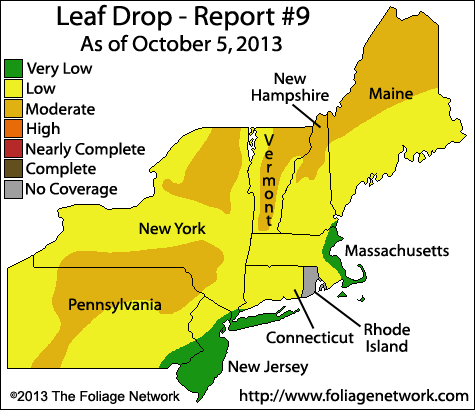 Leaf Drop - Report #9
As of October 5, 2013
Very Low
Low
Moderate
High
Nearly Complete
Complete
No Coverage
New
Hampshire
Maine
Vermont
New York
Massachusetts
Pennsylvania
Connecticut
Rhode
Island
New Jersey
©2013 The Foliage Network
http://www.foliagenetwork.com